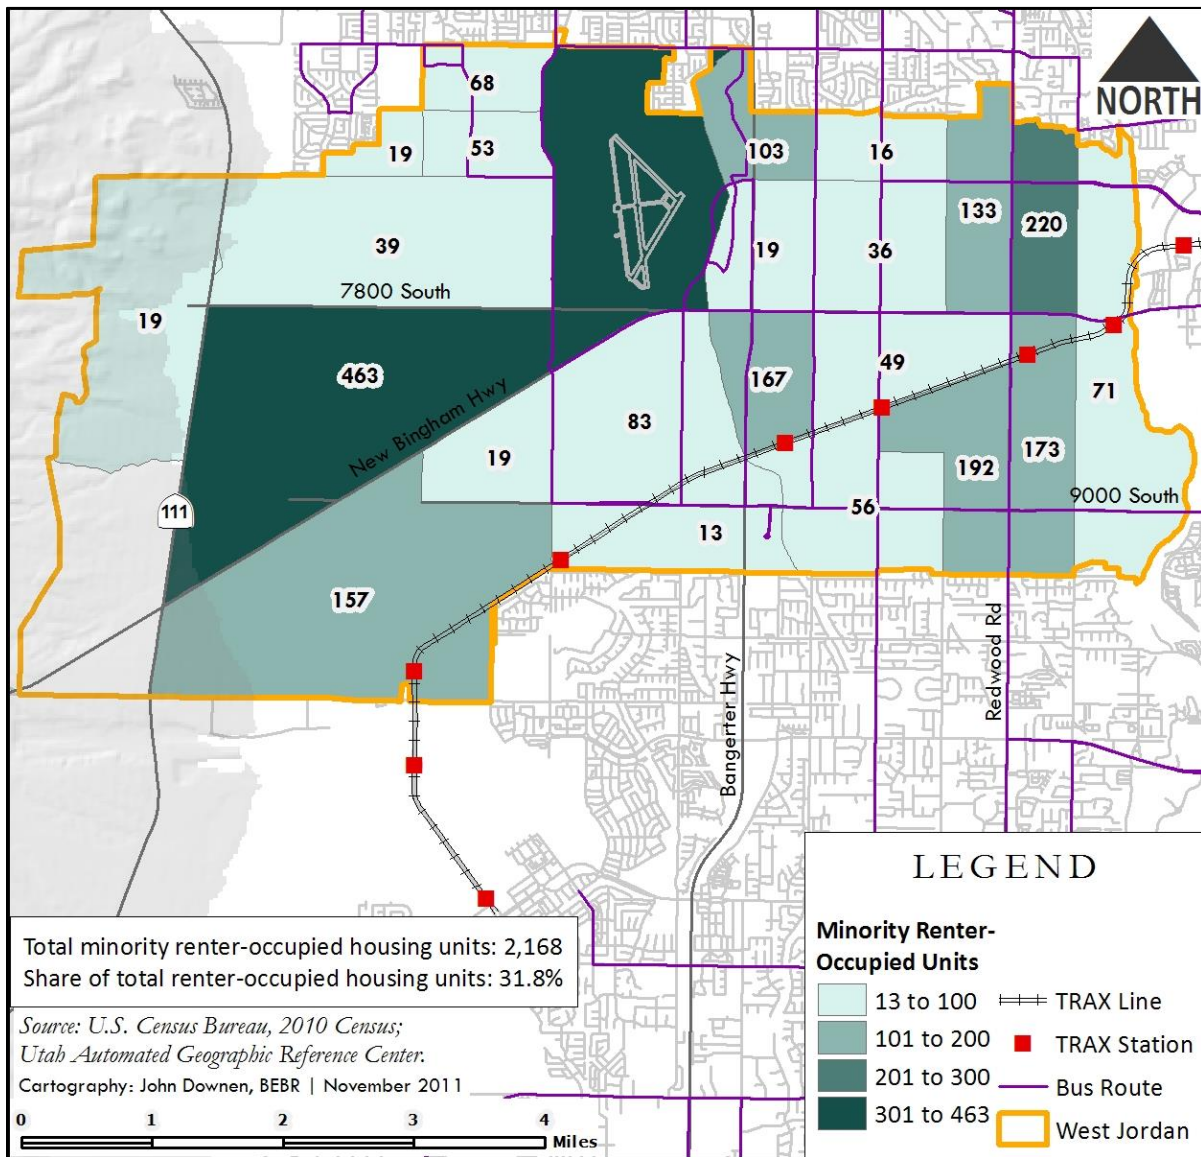 NORTH
68
19
53
103
16
133
220
39
19
36
7800 South
19
463
49
167
71
New Bingham Hwy
83
19
192
173
9000 South
111
56
13
157
Redwood Rd
Bangerter Hwy
LEGEND
Minority Renter-
Occupied Units
13 to 100
101 to 200
201 to 300
301 to 463
TRAX Line
TRAX Station
Bus Route
West Jordan
Total minority renter-occupied housing units: 2,168
Share of total renter-occupied housing units: 31.8%
Source: U.S. Census Bureau, 2010 Census;
Utah Automated Geographic Reference Center.
Cartography: John Downen, BEBR | November 2011
0 1 2 3 4
Miles